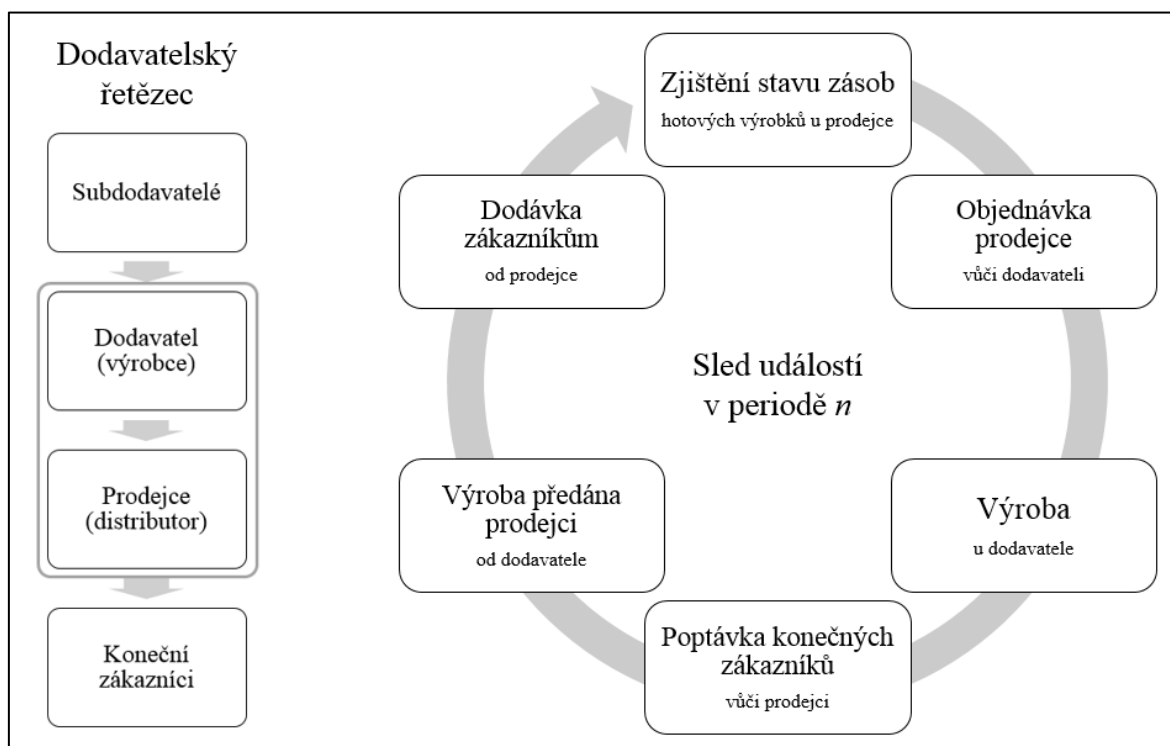 Dodavatelský
řetězec
Subdodavatelé
Dodavatel
(výrobce)
Prodejce
(distributor)
Koneční
zákazníci
Zjištění stavu zásob
hotových výrobků u prodejce
Objednávka
prodejce
vůči dodavateli
Výroba
u dodavatele
Poptávka konečných
zákazníků
vůči prodejci
Výroba předána
prodejci
od dodavatele
Dodávka
zákazníkům
od prodejce
Sled událostí
v periodě n